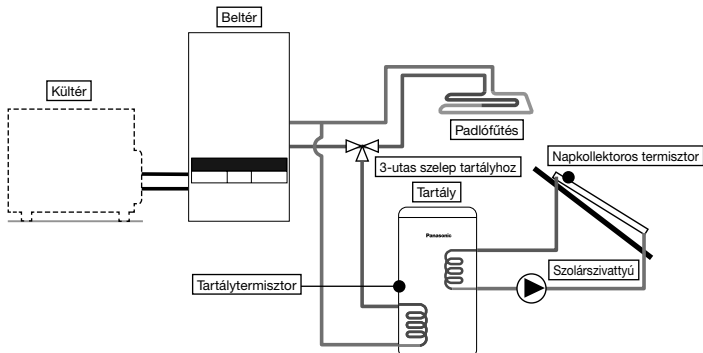 Beltér
Kültér
Padlófűtés
3-utas szelep tartályhoz
Napkollektoros termisztor
Tartály
Panasonic
Tartálytermisztor
Szolárszivattyú